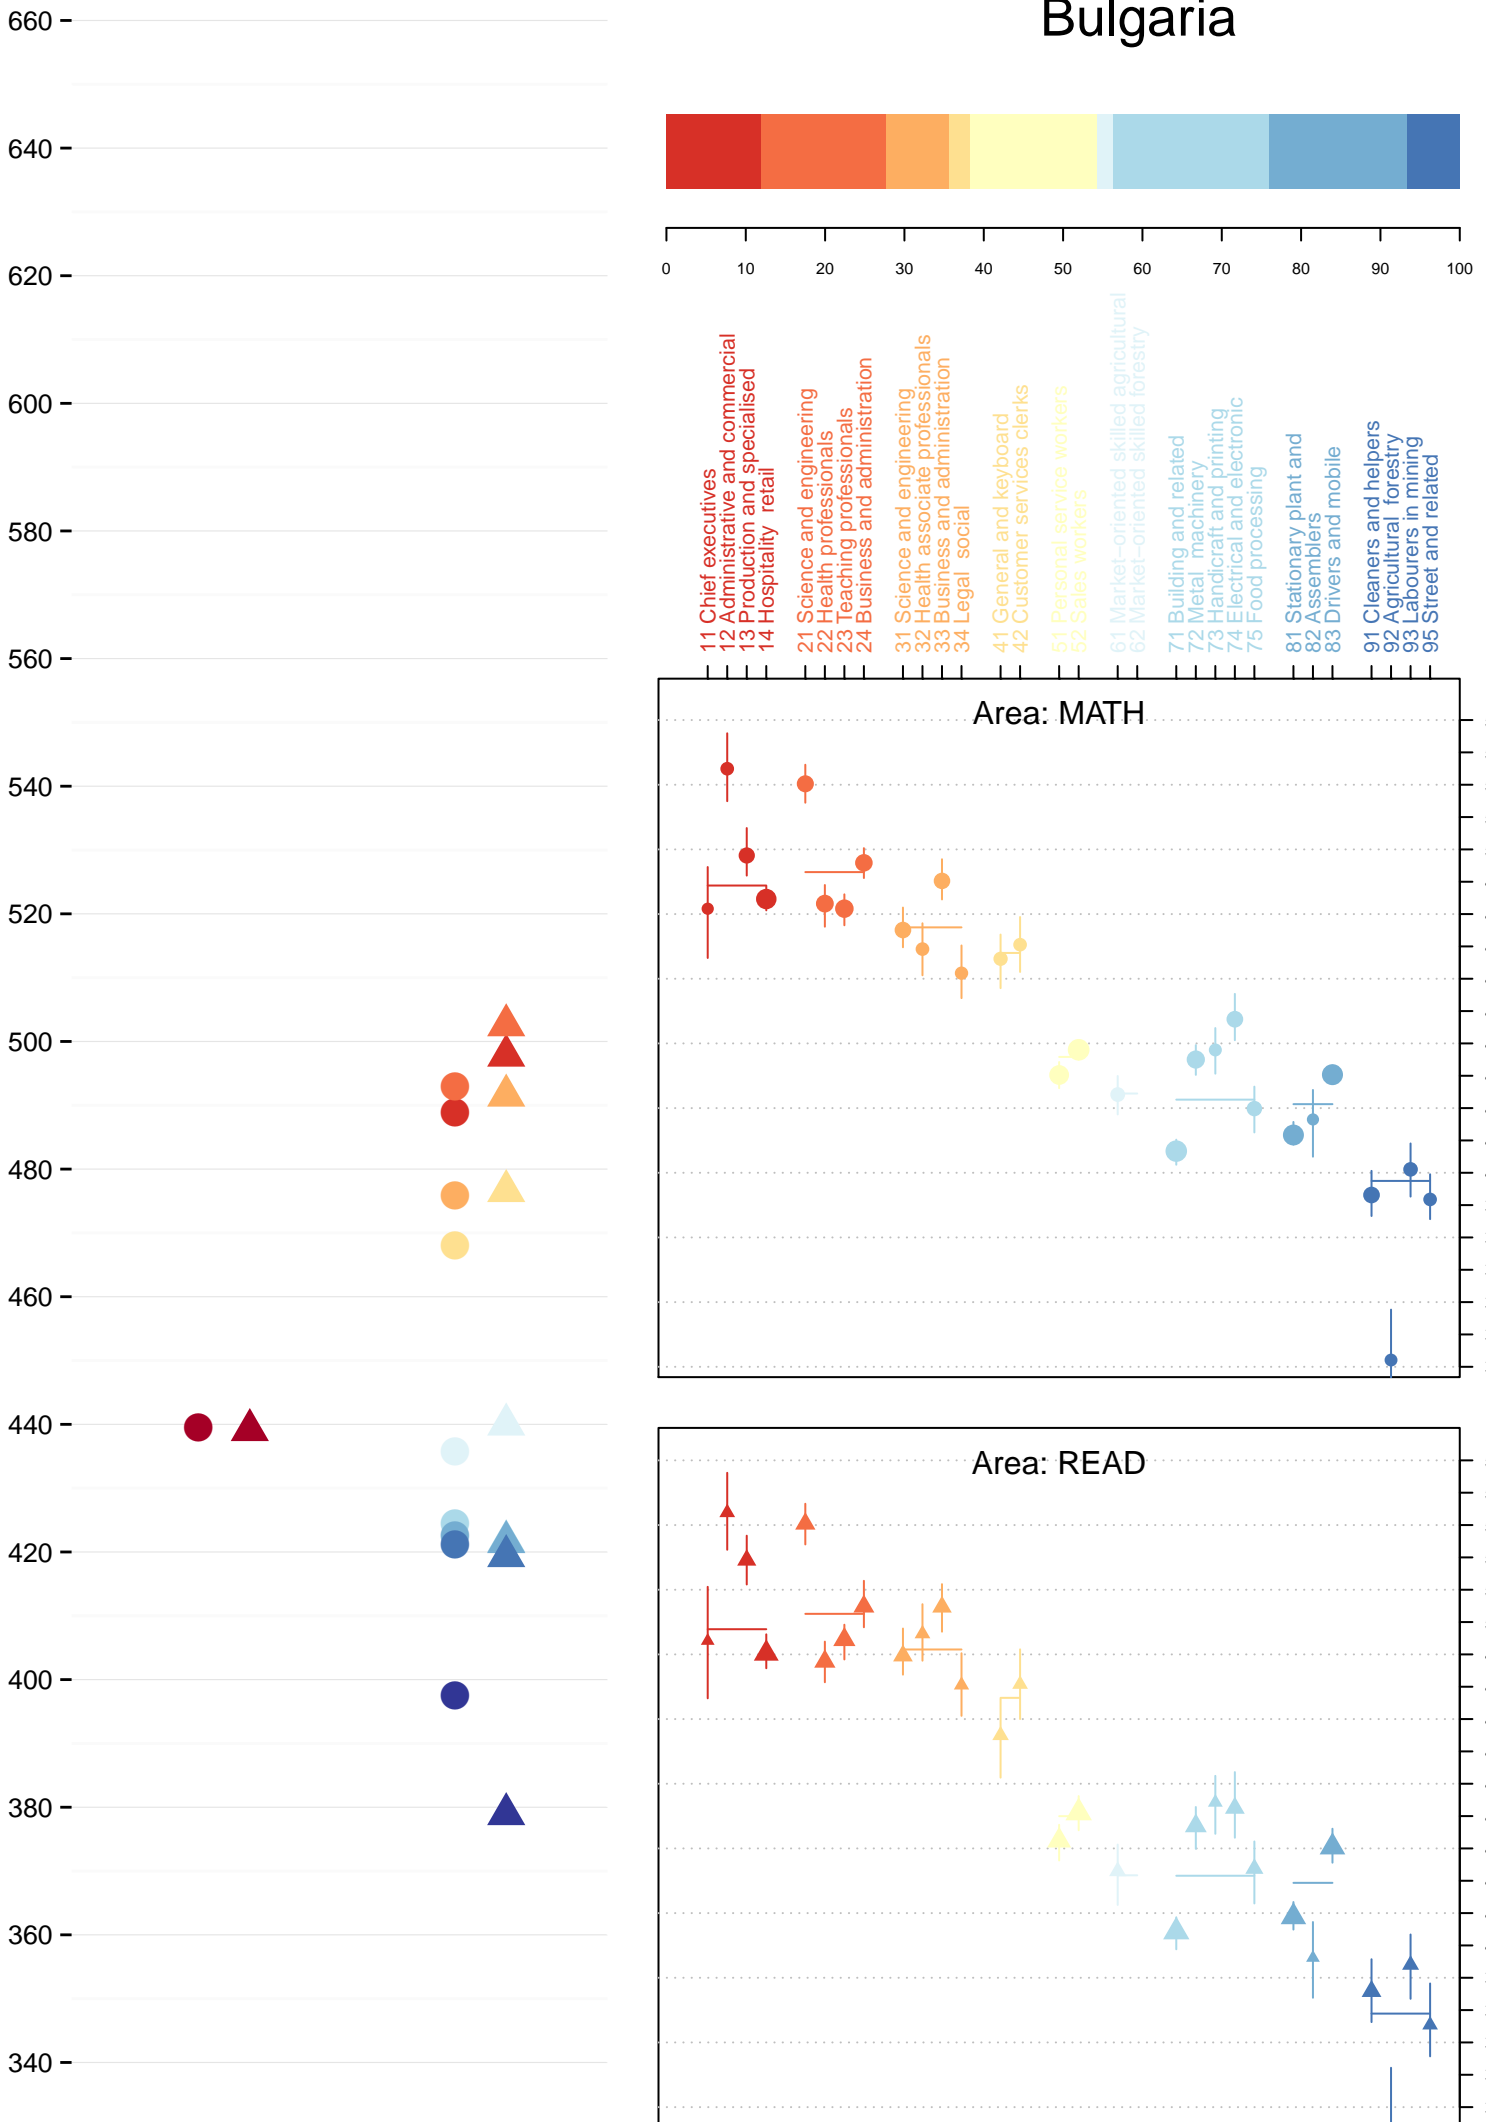 Bulgaria
660
640
620
600
580
560
540
520
500
480
460
440
420
400
380
360
340
0 10 20 30 40 50 60 70 80 90 100
11 Chief executives
12 Administrative and commercial
13 Production and specialised
14 Hospitality retail
21 Science and engineering
22 Health professionals
23 Teaching professionals
24 Business and administration
31 Science and engineering
32 Health associate professionals
33 Business and administration
34 Legal social
41 General and keyboard
42 Customer services clerks
51 Personal service workers
52 Sales workers
61 Market-oriented skilled agricultural
62 Market-oriented skilled forestry
71 Building and related
72 Metal machinery
73 Handicraft and printing
74 Electrical and electronic
75 Food processing
81 Stationary plant and
82 Assemblers
83 Drivers and mobile
91 Cleaners and helpers
92 Agricultural forestry
93 Labourers in mining
95 Street and related
Area: MATH
Area: READ